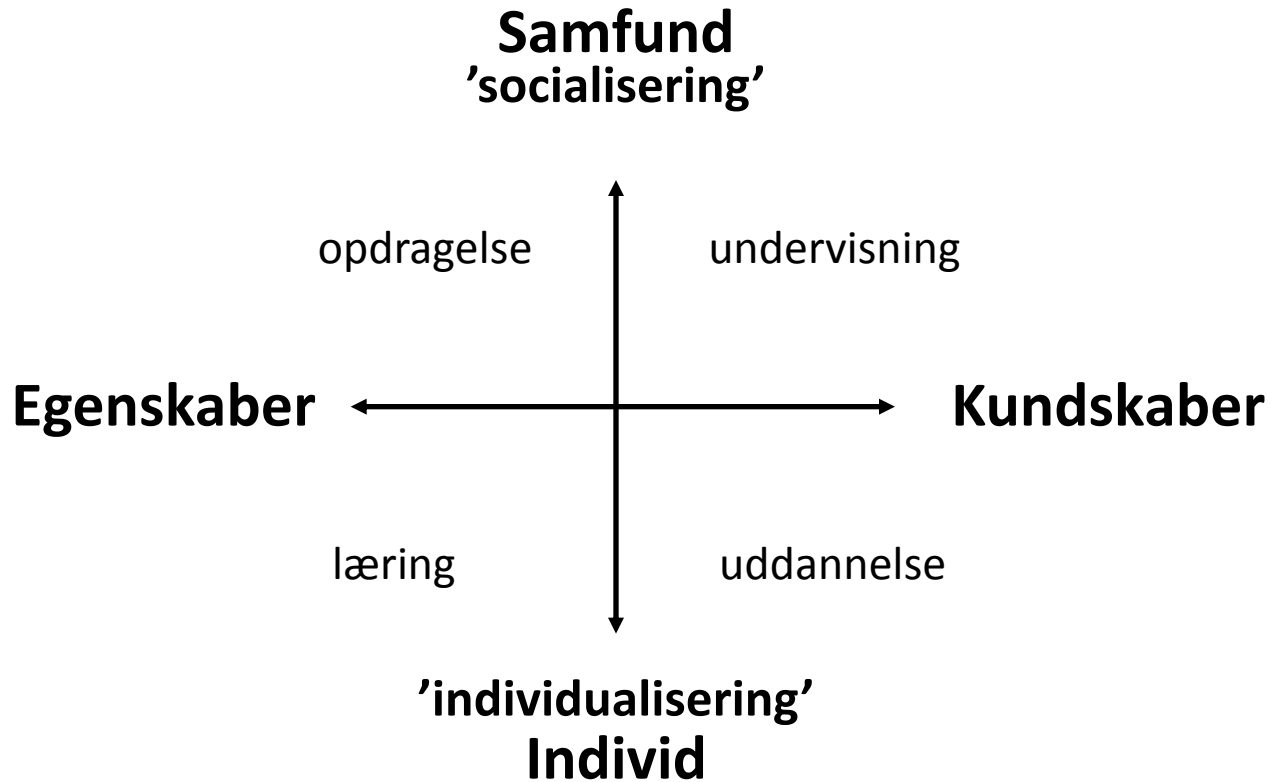 Samfund
’socialisering’
opdragelse
undervisning
Egenskaber
Kundskaber
læring
uddannelse
’individualisering’
Individ